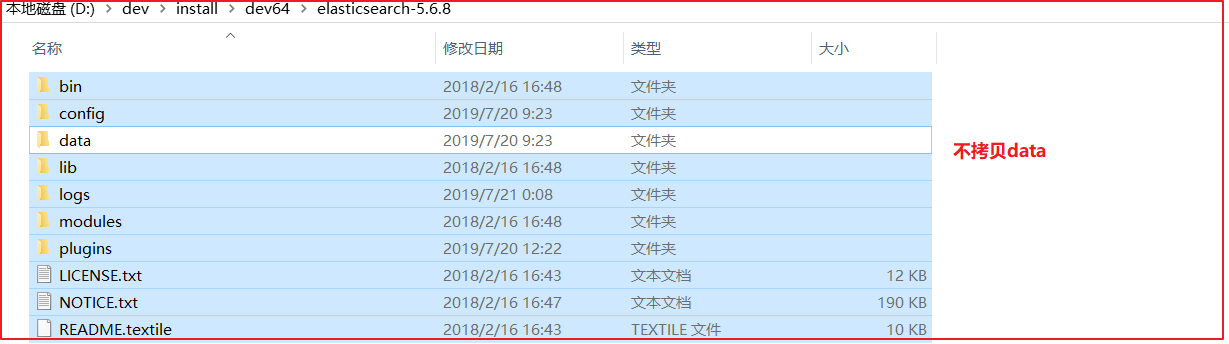 本地磁盘 (D:) > dev > install > dev64 > elasticsearch-5.6.8
名称 修改日期 类型 大小
bin 2018/2/16 16:48 文件夹
config 2019/7/20 9:23 文件夹
data 2019/7/20 9:23 文件夹
不拷贝data
lib 2018/2/16 16:48 文件夹
logs 2019/7/21 0:08 文件夹
modules 2018/2/16 16:48 文件夹
plugins 2019/7/20 12:22 文件夹
LICENSE.txt 2018/2/16 16:43 文本文档 12 KB
NOTICE.txt 2018/2/16 16:47 文本文档 190 KB
README.textile 2018/2/16 16:43 TEXTILE 文件 10 KB